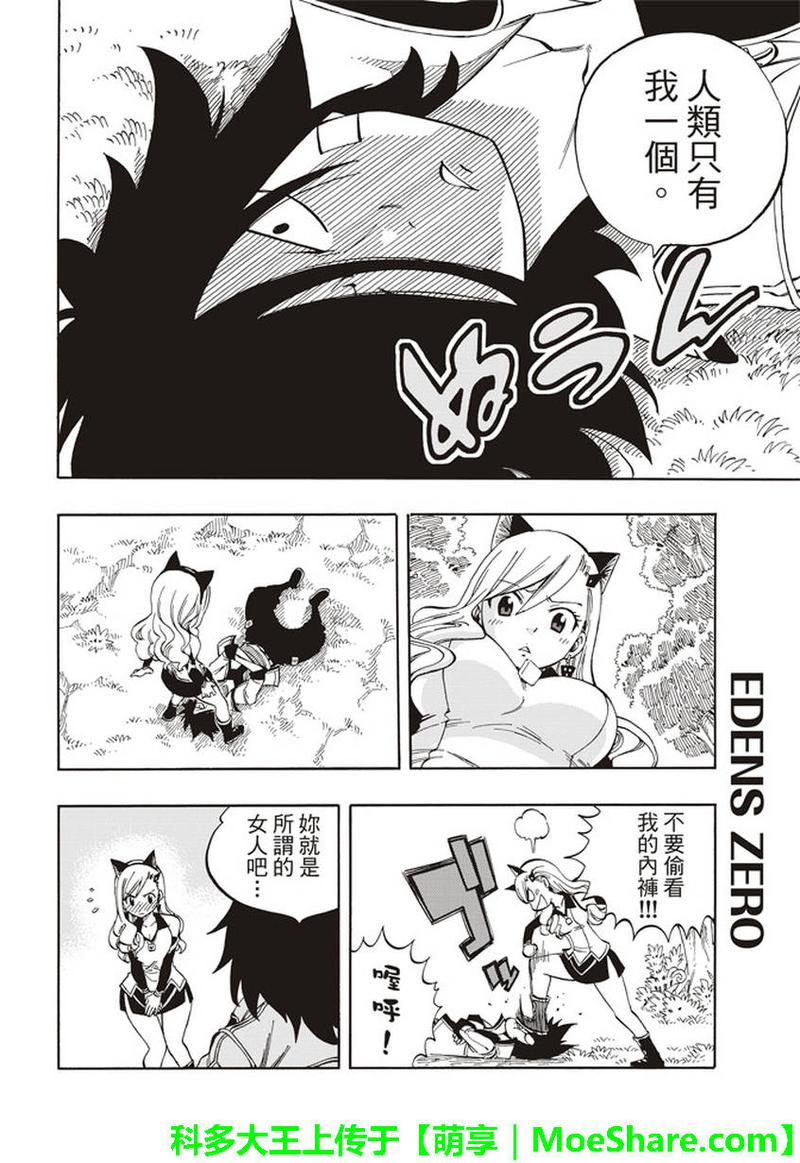 人類只有
我一個。
ぬうん
EDENS ZERO
不要偷看
我的內褲!!!
ゴッ
喔呼！
妳就是
所謂的
女人吧…
科多大王上传于【萌享｜MoeShare.com】